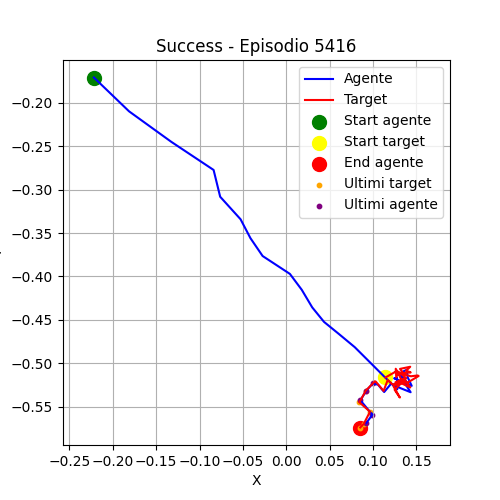 Success - Episodio 5416
Agente
Target
Start agente
Start target
End agente
Ultimi target
Ultimi agente
−0.20
−0.25
−0.30
−0.35
−0.40
−0.45
−0.50
−0.55
−0.25 −0.20 −0.15 −0.10 −0.05 0.00 0.05 0.10 0.15
X